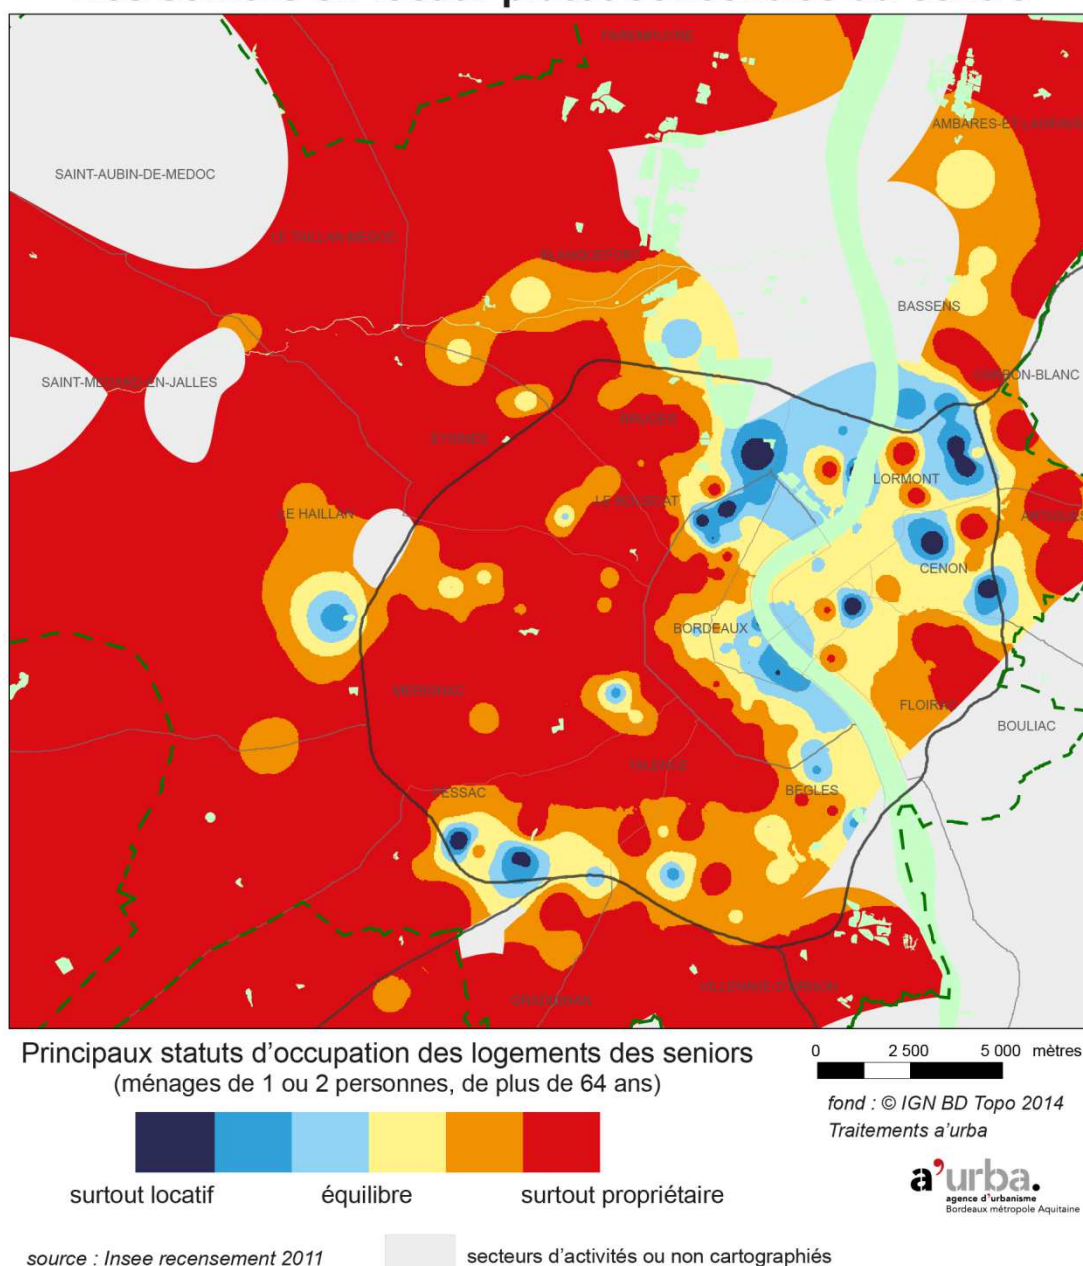 PAREMPUYRE
AMBARES-ET-LAGRAVE
SAINT-AUBIN-DE-MEDOC
LE TAILLAN-MEDOC
BLANQUEFORT
BASSENS
SAINT-MEDARD-EN-JALLES
CARBON-BLANC
EYSINES
BRUGES
LORMONT
LE HAILLAN
LE BOUSCAT
ARTIGUES
CENON
BORDEAUX
MERIGNAC
FLOIRAC
BOULIAC
TALENCE
PESSAC
BEGLES
GRADIGNAN
VILLENAVE-D'ORNON
Principaux statuts d'occupation des logements des seniors
(ménages de 1 ou 2 personnes, de plus de 64 ans)
surtout locatif équilibre surtout propriétaire
0 2 500 5 000 mètres
fond : © IGN BD Topo 2014
Traitements a'urba
a'urba.
agence d'urbanisme
Bordeaux métropole Aquitaine
source : Insee recensement 2011
secteurs d'activités ou non cartographiés